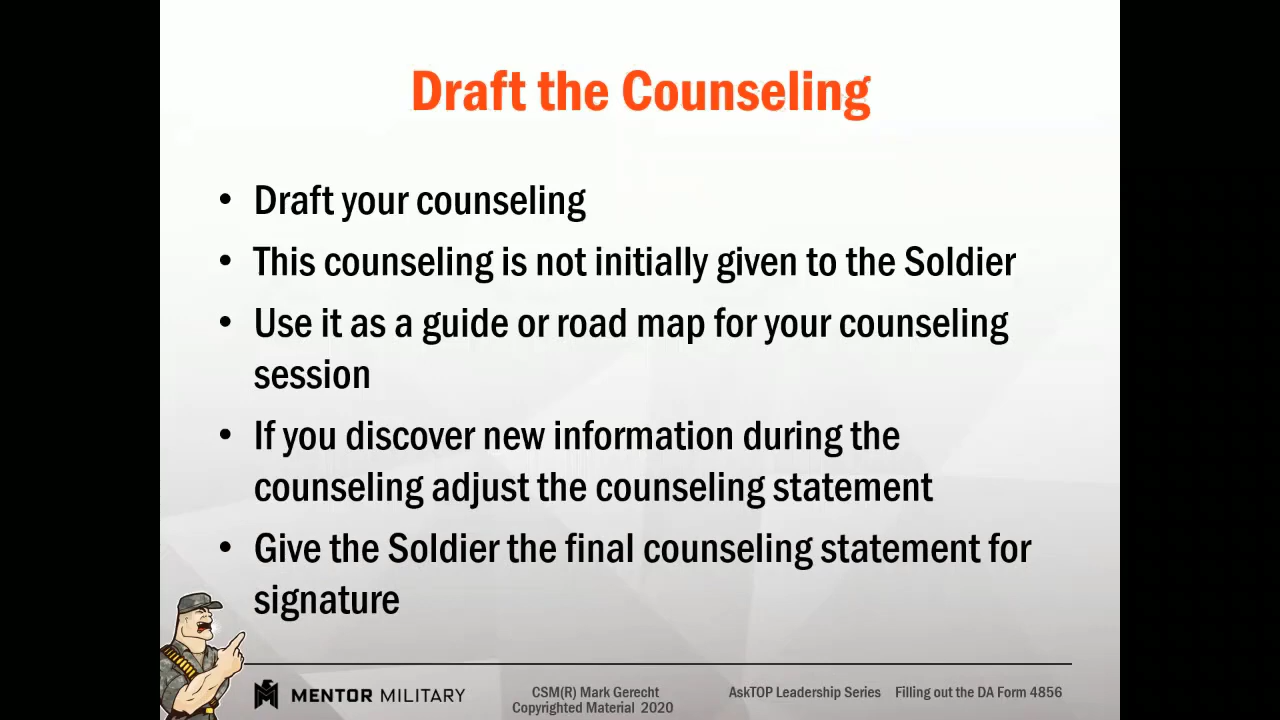 Draft the Counseling
• Draft your counseling
• This counseling is not initially given to the Soldier
• Use it as a guide or road map for your counseling
session
• If you discover new information during the
counseling adjust the counseling statement
• Give the Soldier the final counseling statement for
signature
MENTOR MILITARY
CSM(R) Mark Gerecht
Copyrighted Material 2020
AskTOP Leadership Series Filling out the DA Form 4856